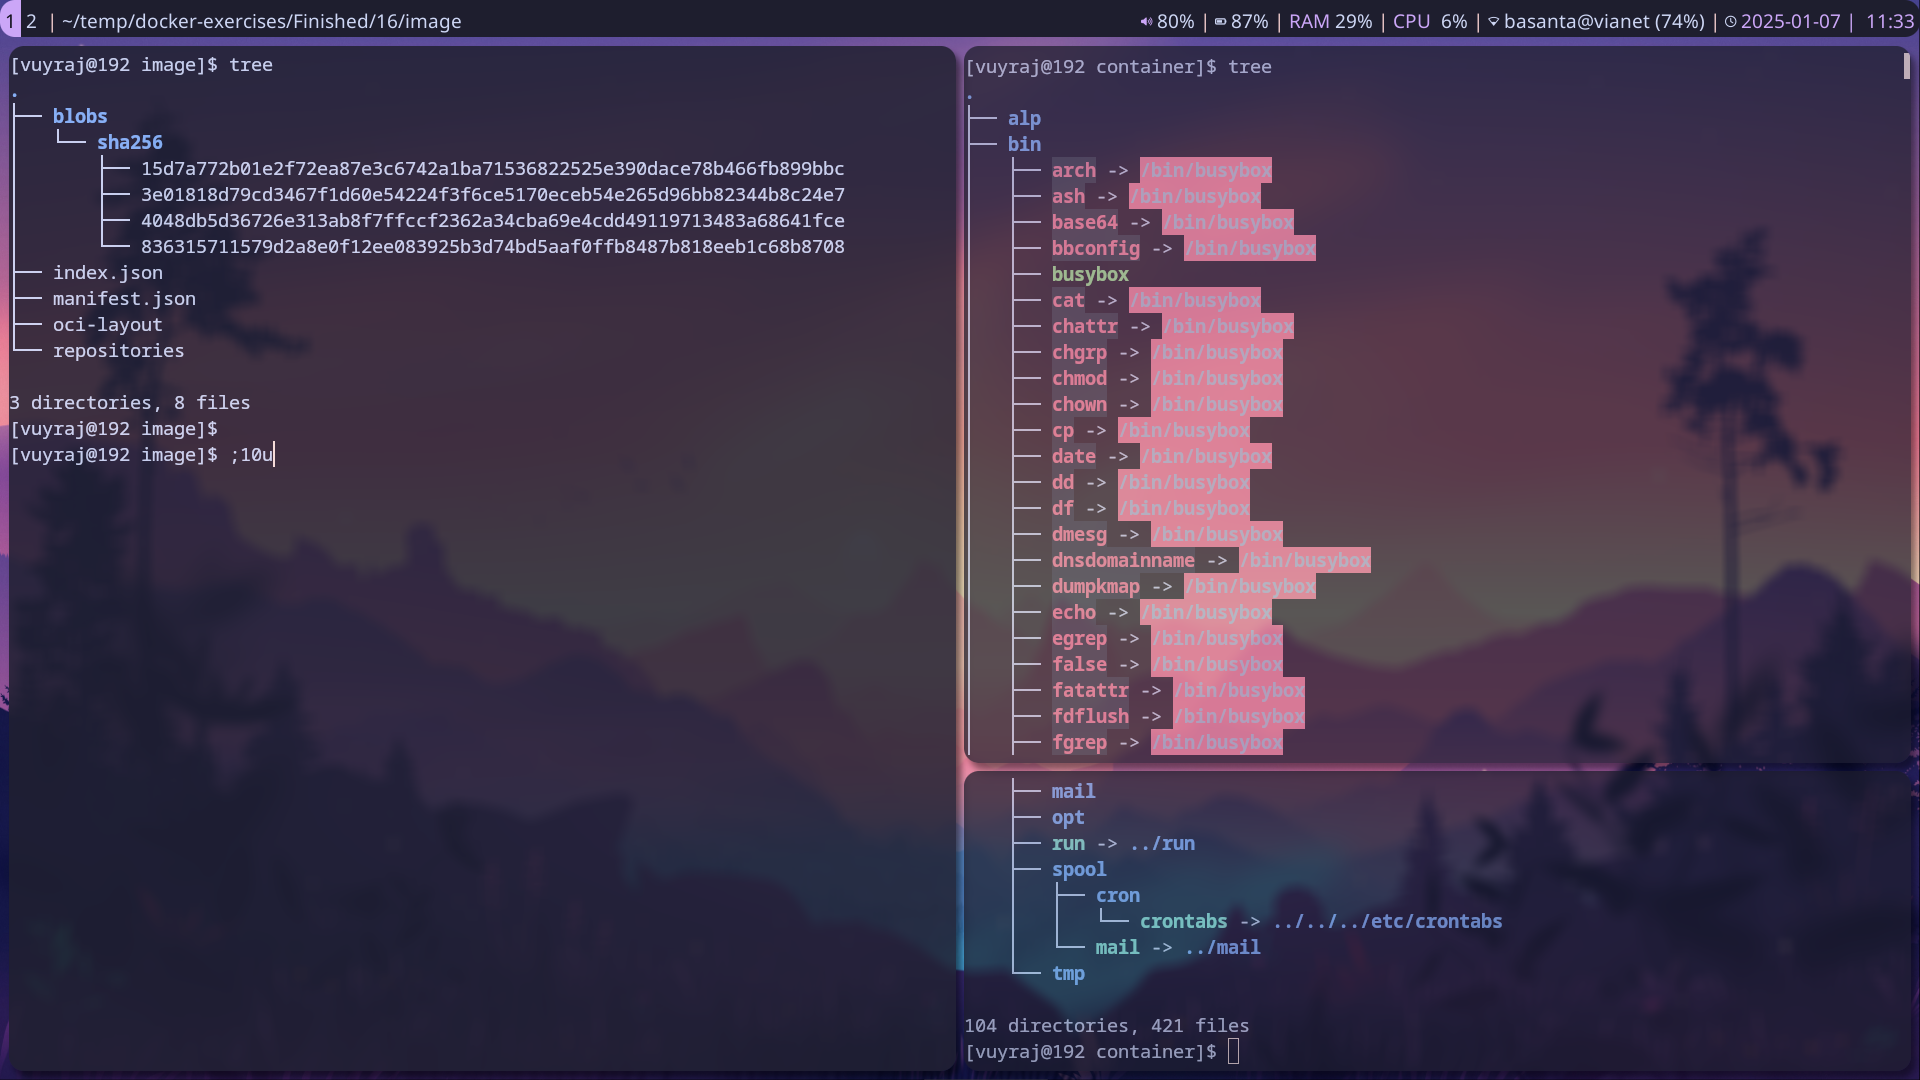 1 2 | ~/temp/docker-exercises/Finished/16/image
80% | 87% | RAM 29% | CPU 6% | basanta@vianet (74%) | 2025-01-07 | 11:33
[vuyraj@192 image]$ tree
.
├── blobs
│   └── sha256
│       ├── 15d7a772b01e2f72ea87e3c6742a1ba71536822525e390dace78b466fb899bbc
│       ├── 3e01818d79cd3467f1d60e54224f3f6ce5170eceb54e265d96bb82344b8c24e7
│       ├── 4048db5d36726e313ab8f7ffccf2362a34cba69e4cdd49119713483a68641fce
│       └── 836315711579d2a8e0f12ee083925b3d74bd5aaf0ffb8487b818eeb1c68b8708
├── index.json
├── manifest.json
├── oci-layout
└── repositories
3 directories, 8 files
[vuyraj@192 image]$
[vuyraj@192 image]$ ;10u
[vuyraj@192 container]$ tree
.
├── alp
├── bin
│   ├── arch -> /bin/busybox
│   ├── ash -> /bin/busybox
│   ├── base64 -> /bin/busybox
│   ├── bbconfig -> /bin/busybox
│   ├── busybox
│   ├── cat -> /bin/busybox
│   ├── chattr -> /bin/busybox
│   ├── chgrp -> /bin/busybox
│   ├── chmod -> /bin/busybox
│   ├── chown -> /bin/busybox
│   ├── cp -> /bin/busybox
│   ├── date -> /bin/busybox
│   ├── dd -> /bin/busybox
│   ├── df -> /bin/busybox
│   ├── dmesg -> /bin/busybox
│   ├── dnsdomainname -> /bin/busybox
│   ├── dumpkmap -> /bin/busybox
│   ├── echo -> /bin/busybox
│   ├── egrep -> /bin/busybox
│   ├── false -> /bin/busybox
│   ├── fatattr -> /bin/busybox
│   ├── fdflush -> /bin/busybox
│   ├── fgrep -> /bin/busybox
    ├── mail
    ├── opt
    ├── run -> ../run
    ├── spool
    │   ├── cron
    │   │   └── crontabs -> ../../../etc/crontabs
    │   └── mail -> ../mail
    └── tmp
104 directories, 421 files
[vuyraj@192 container]$